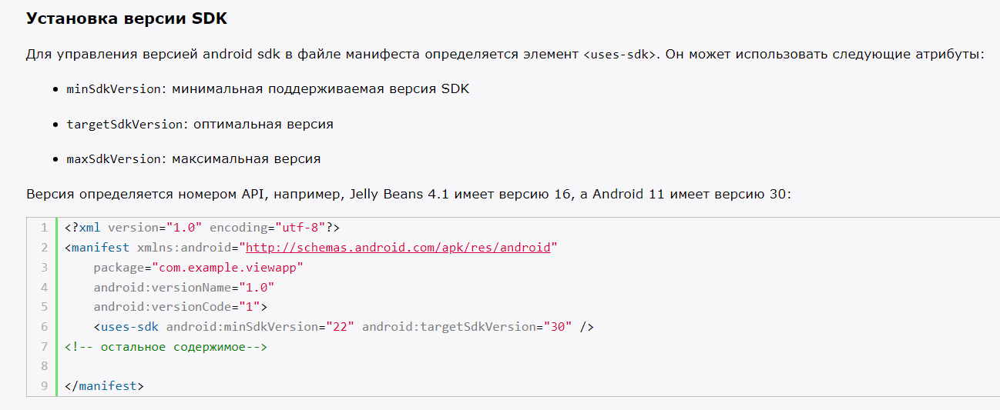 Установка версии SDK
Для управления версией android sdk в файле манифеста определяется элемент <uses-sdk>. Он может использовать следующие атрибуты:
• minSdkVersion: минимальная поддерживаемая версия SDK
• targetSdkVersion: оптимальная версия
• maxSdkVersion: максимальная версия
Версия определяется номером API, например, Jelly Beans 4.1 имеет версию 16, а Android 11 имеет версию 30:
1 <?xml version="1.0" encoding="utf-8"?>
2 <manifest xmlns:android="http://schemas.android.com/apk/res/android"
3     package="com.example.viewapp"
4     android:versionName="1.0"
5     android:versionCode="1">
6     <uses-sdk android:minSdkVersion="22" android:targetSdkVersion="30" />
7 <!-- остальное содержимое-->
8
9 </manifest>